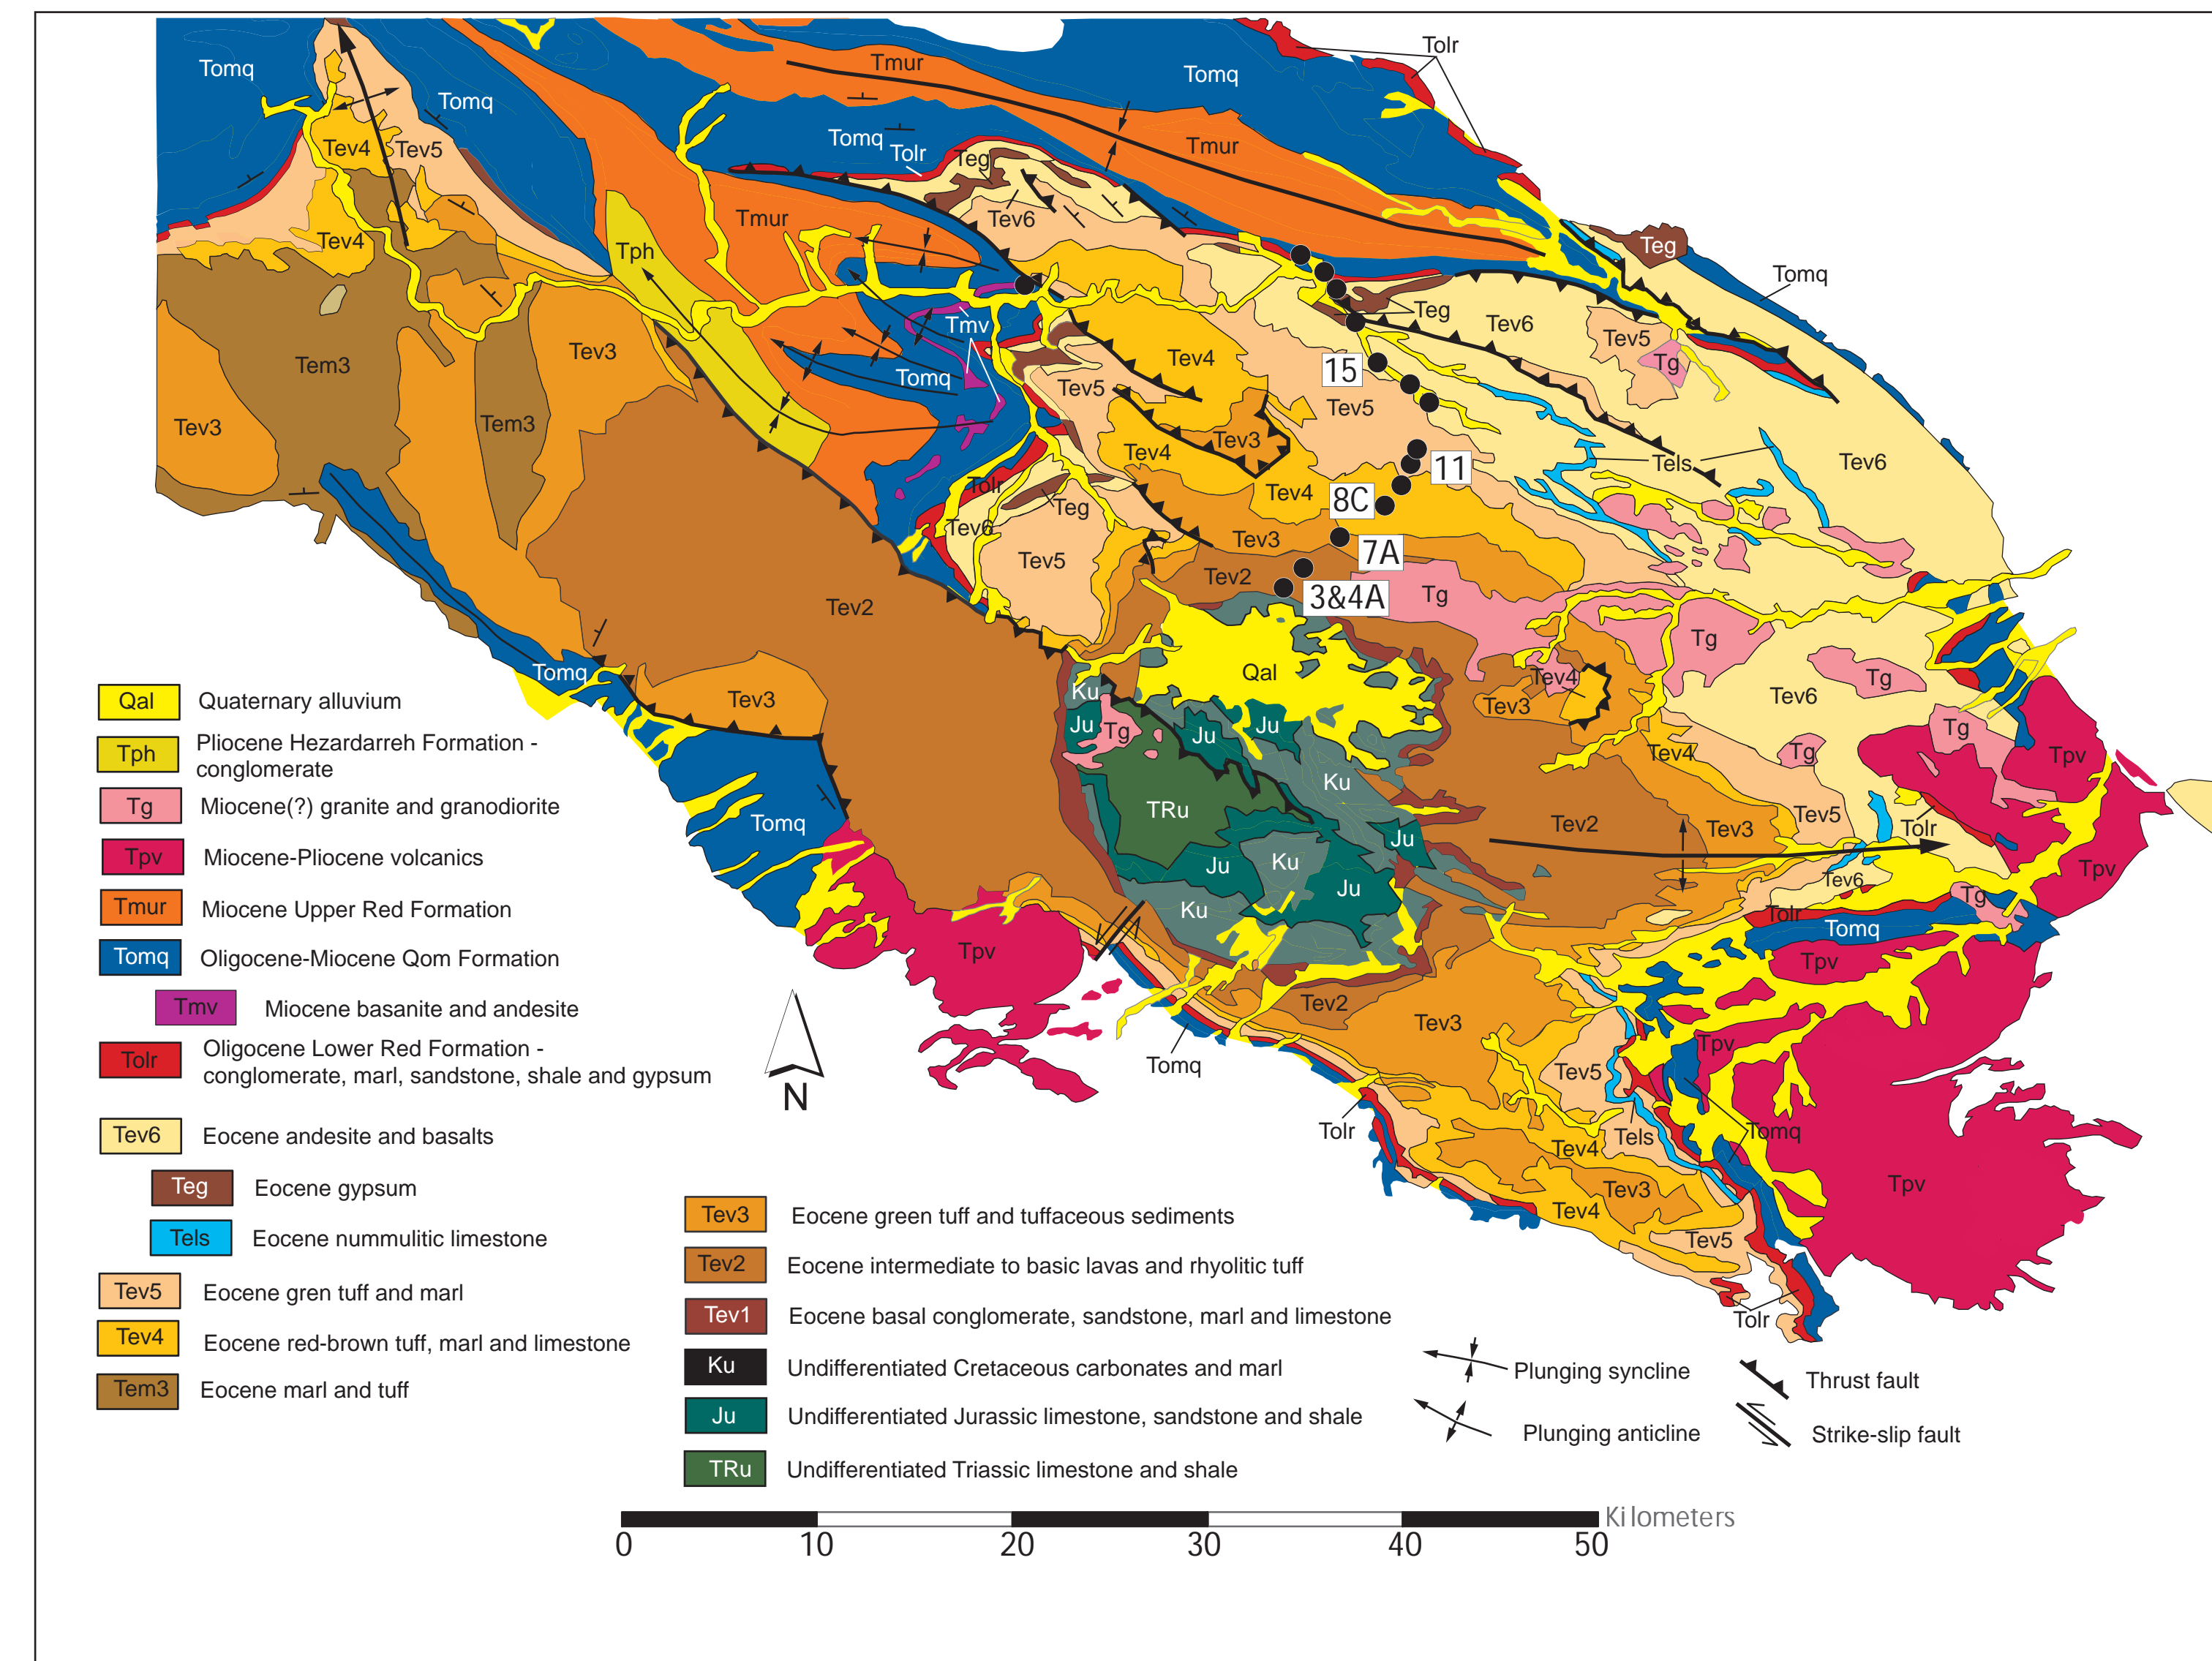 Tolr
Tomq
Tmur
Tomq
Tomq
Tomq
Tmur
Tev4
Tev5
Tolr
Teg
Tev6
Tmur
Tev4
Tph
Teg
Tomq
Teg
Tev6
Tmv
Tev5
Tem3
Tev3
Tev4
Tg
15
Tomq
Tev5
Tev5
Tev3
Tem3
Tev3
Tev4
Tels
Tev6
11
Tolr
Teg
Tev4
8C
Tev6
Tev3
7A
Tev5
Tev2
3&4A
Tg
Tev2
Tg
Tomq
Qal
Tev4
Tg
Ku
Tev3
Tev3
Tev6
Ju
Tg
Ju
Ju
Tg
Tev4
Tg
Tpv
Ku
TRu
Tomq
Tev2
Tev3
Tev5
Tolr
Ju
Ju
Ku
Ju
Tev6
Tpv
Tg
Ku
Tolr
Tomq
Tpv
Tpv
Tev2
Tev3
Tpv
Tomq
Tev5
Tolr
Tels
Tomq
Tev4
Tev3
Tpv
Tev4
Tev5
Tolr
Qal Quaternary alluvium
Tph Pliocene Hezardarreh Formation -
conglomerate
Tg Miocene(?) granite and granodiorite
Tpv Miocene-Pliocene volcanics
Tmur Miocene Upper Red Formation
Tomq Oligocene-Miocene Qom Formation
Tmv Miocene basanite and andesite
Tolr Oligocene Lower Red Formation -
conglomerate, marl, sandstone, shale and gypsum
Tev6 Eocene andesite and basalts
Teg Eocene gypsum
Tels Eocene nummulitic limestone
Tev5 Eocene gren tuff and marl
Tev4 Eocene red-brown tuff, marl and limestone
Tem3 Eocene marl and tuff
N
Tev3 Eocene green tuff and tuffaceous sediments
Tev2 Eocene intermediate to basic lavas and rhyolitic tuff
Tev1 Eocene basal conglomerate, sandstone, marl and limestone
Ku Undifferentiated Cretaceous carbonates and marl
Ju Undifferentiated Jurassic limestone, sandstone and shale
TRu Undifferentiated Triassic limestone and shale
Plunging syncline
Plunging anticline
Thrust fault
Strike-slip fault
Kilometers
0 10 20 30 40 50